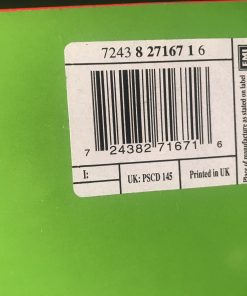 7243 8 27167 1 6
7 24382 71671 6
I:
UK: PSCD 145
Printed in UK
EMI
Place of manufacture as stated on label